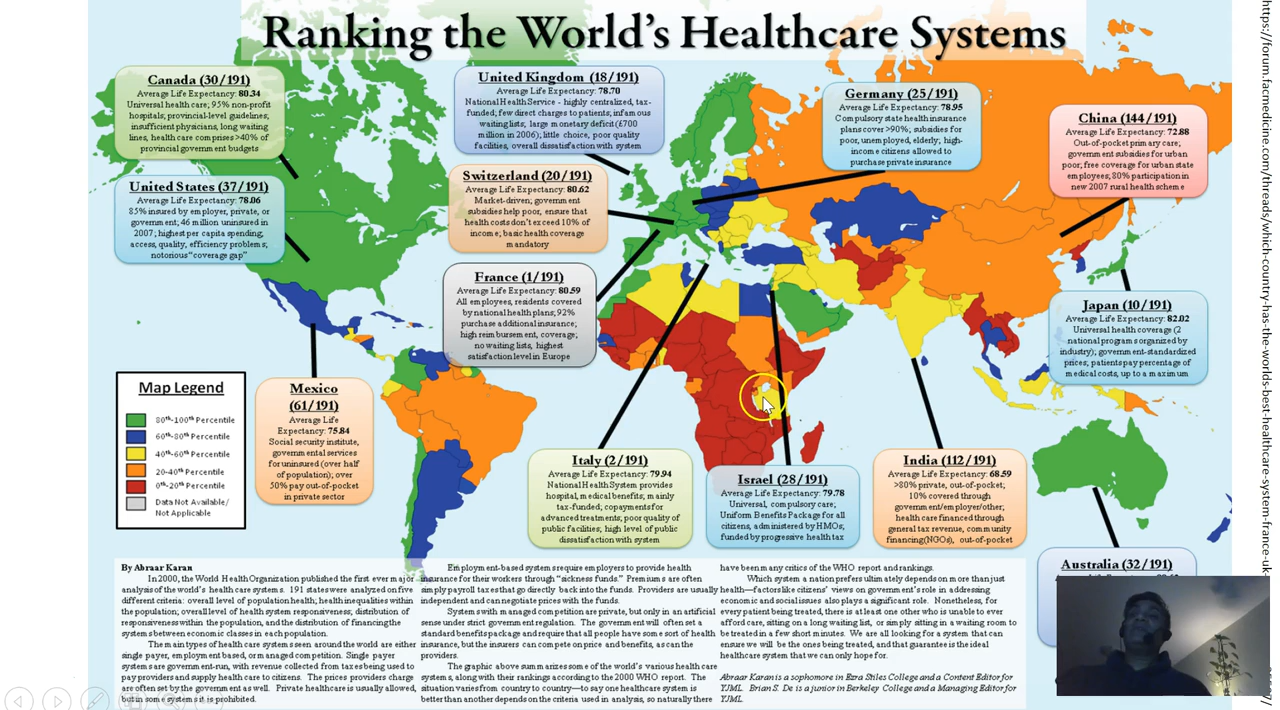 Ranking the World's Healthcare Systems
Canada (30/191)
Average Life Expectancy: 80.34
Universal health care; 95% non-profit
hospitals; provincial-level guidelines;
insufficient physicians, long waiting
lines, health care comprises >40% of
provincial government budgets
United Kingdom (18/191)
Average Life Expectancy: 78.70
National Health Service - highly centralized, tax-
funded; few direct charges to patients; infamous
waiting lists; large monetary deficit (£700
million in 2006); little choice, poor quality
facilities, overall dissatisfaction with system
Germany (25/191)
Average Life Expectancy: 78.95
Compulsory state health insurance
plans cover >90%; subsidies for
poor, unemployed, elderly; high-
income citizens allowed to
purchase private insurance
China (144/191)
Average Life Expectancy: 72.88
Out-of-pocket primary care;
government subsidies for urban
poor; free coverage for urban state
employees; 80% participation in
new 2007 rural health scheme
United States (37/191)
Average Life Expectancy: 78.06
85% insured by employer, private, or
government; 46 million uninsured in
2007; highest per capita spending;
access, quality, efficiency problems;
notorious "coverage gap"
Switzerland (20/191)
Average Life Expectancy: 80.62
Market-driven; government
subsidies help poor, ensure that
health costs don't exceed 10% of
income; basic health coverage
mandatory
France (1/191)
Average Life Expectancy: 80.59
All employees, residents covered
by national health plans; 92%
purchase additional insurance;
high reimbursement, coverage;
no waiting lists, highest
satisfaction level in Europe
Japan (10/191)
Average Life Expectancy: 82.02
Universal health coverage (2
national programs organized by
industry); government-standardized
prices; patients pay percentage of
medical costs, up to a maximum
Map Legend
80th-100th Percentile
60th-80th Percentile
40th-60th Percentile
20-40th Percentile
0th-20th Percentile
Data Not Available/
Not Applicable
Mexico
(61/191)
Average Life
Expectancy: 75.84
Social security institute,
governmental services
for uninsured (over half
of population); over
50% pay out-of-pocket
in private sector
Italy (2/191)
Average Life Expectancy: 79.94
National Health System provides
hospital, medical benefits; mainly
tax-funded; copayments for
advanced treatments; poor quality of
public facilities; high level of public
dissatisfaction with system
Israel (28/191)
Average Life Expectancy: 79.78
Universal, compulsory care;
Uniform Benefits Package for all
citizens, administered by HMOs;
funded by progressive health tax
India (112/191)
Average Life Expectancy: 68.59
>80% private, out-of-pocket;
10% covered through
government/employer/other;
health care financed through
general tax revenue, community
financing(NGOs), out-of-pocket
Australia (32/191)
By Abraar Karan
In 2000, the World Health Organization published the first ever major
analysis of the world's health care systems. 191 states were analyzed on five
different criteria: overall level of population health; health inequalities within
the population; overall level of health system responsiveness; distribution of
responsiveness within the population; and the distribution of financing the
systems between economic classes in each population.
The main types of health care systems seen around the world are either
single payer, employment based, or managed competition. Single payer
systems are government-run, with revenue collected from taxes being used to
pay providers and supply health care to citizens. The prices providers charge
are often set by the government as well. Private healthcare is usually allowed,
but in some systems it is prohibited.
Employment-based systems require employers to provide health
insurance for their workers through "sickness funds." Premiums are often
simply payroll taxes that go directly back into the funds. Providers are usually
independent and can negotiate prices with the funds.
Systems with managed competition are private, but only in an artificial
sense under strict government regulation. The government will often set a
standard benefits package and require that all people have some sort of health
insurance, but the insurers can compete on price and benefits, as can the
providers.
The graphic above summarizes some of the world's various health care
systems, along with their rankings according to the 2000 WHO report. The
situation varies from country to country—to say one healthcare system is
better than another depends on the criteria used in analysis, so naturally there
have been many critics of the WHO report and rankings.
Which system a nation prefers ultimately depends on more than just
health—factors like citizens' views on government's role in addressing
economic and social issues also plays a significant role. Nonetheless, for
every patient being treated, there is at least one other who is unable to ever
afford care, sitting on a long waiting list, or simply sitting in a waiting room to
be treated in a few short minutes. We are all looking for a system that can
ensure we will be the ones being treated, and that guarantee is the ideal
healthcare system that we can only hope for.
Abraar Karan is a sophomore in Ezra Stiles College and a Content Editor for
YJML. Brian S. De is a junior in Berkeley College and a Managing Editor for
YJML.
https://forum.facmedicine.com/threads/which-country-has-the-worlds-best-healthcare-system-france-uk